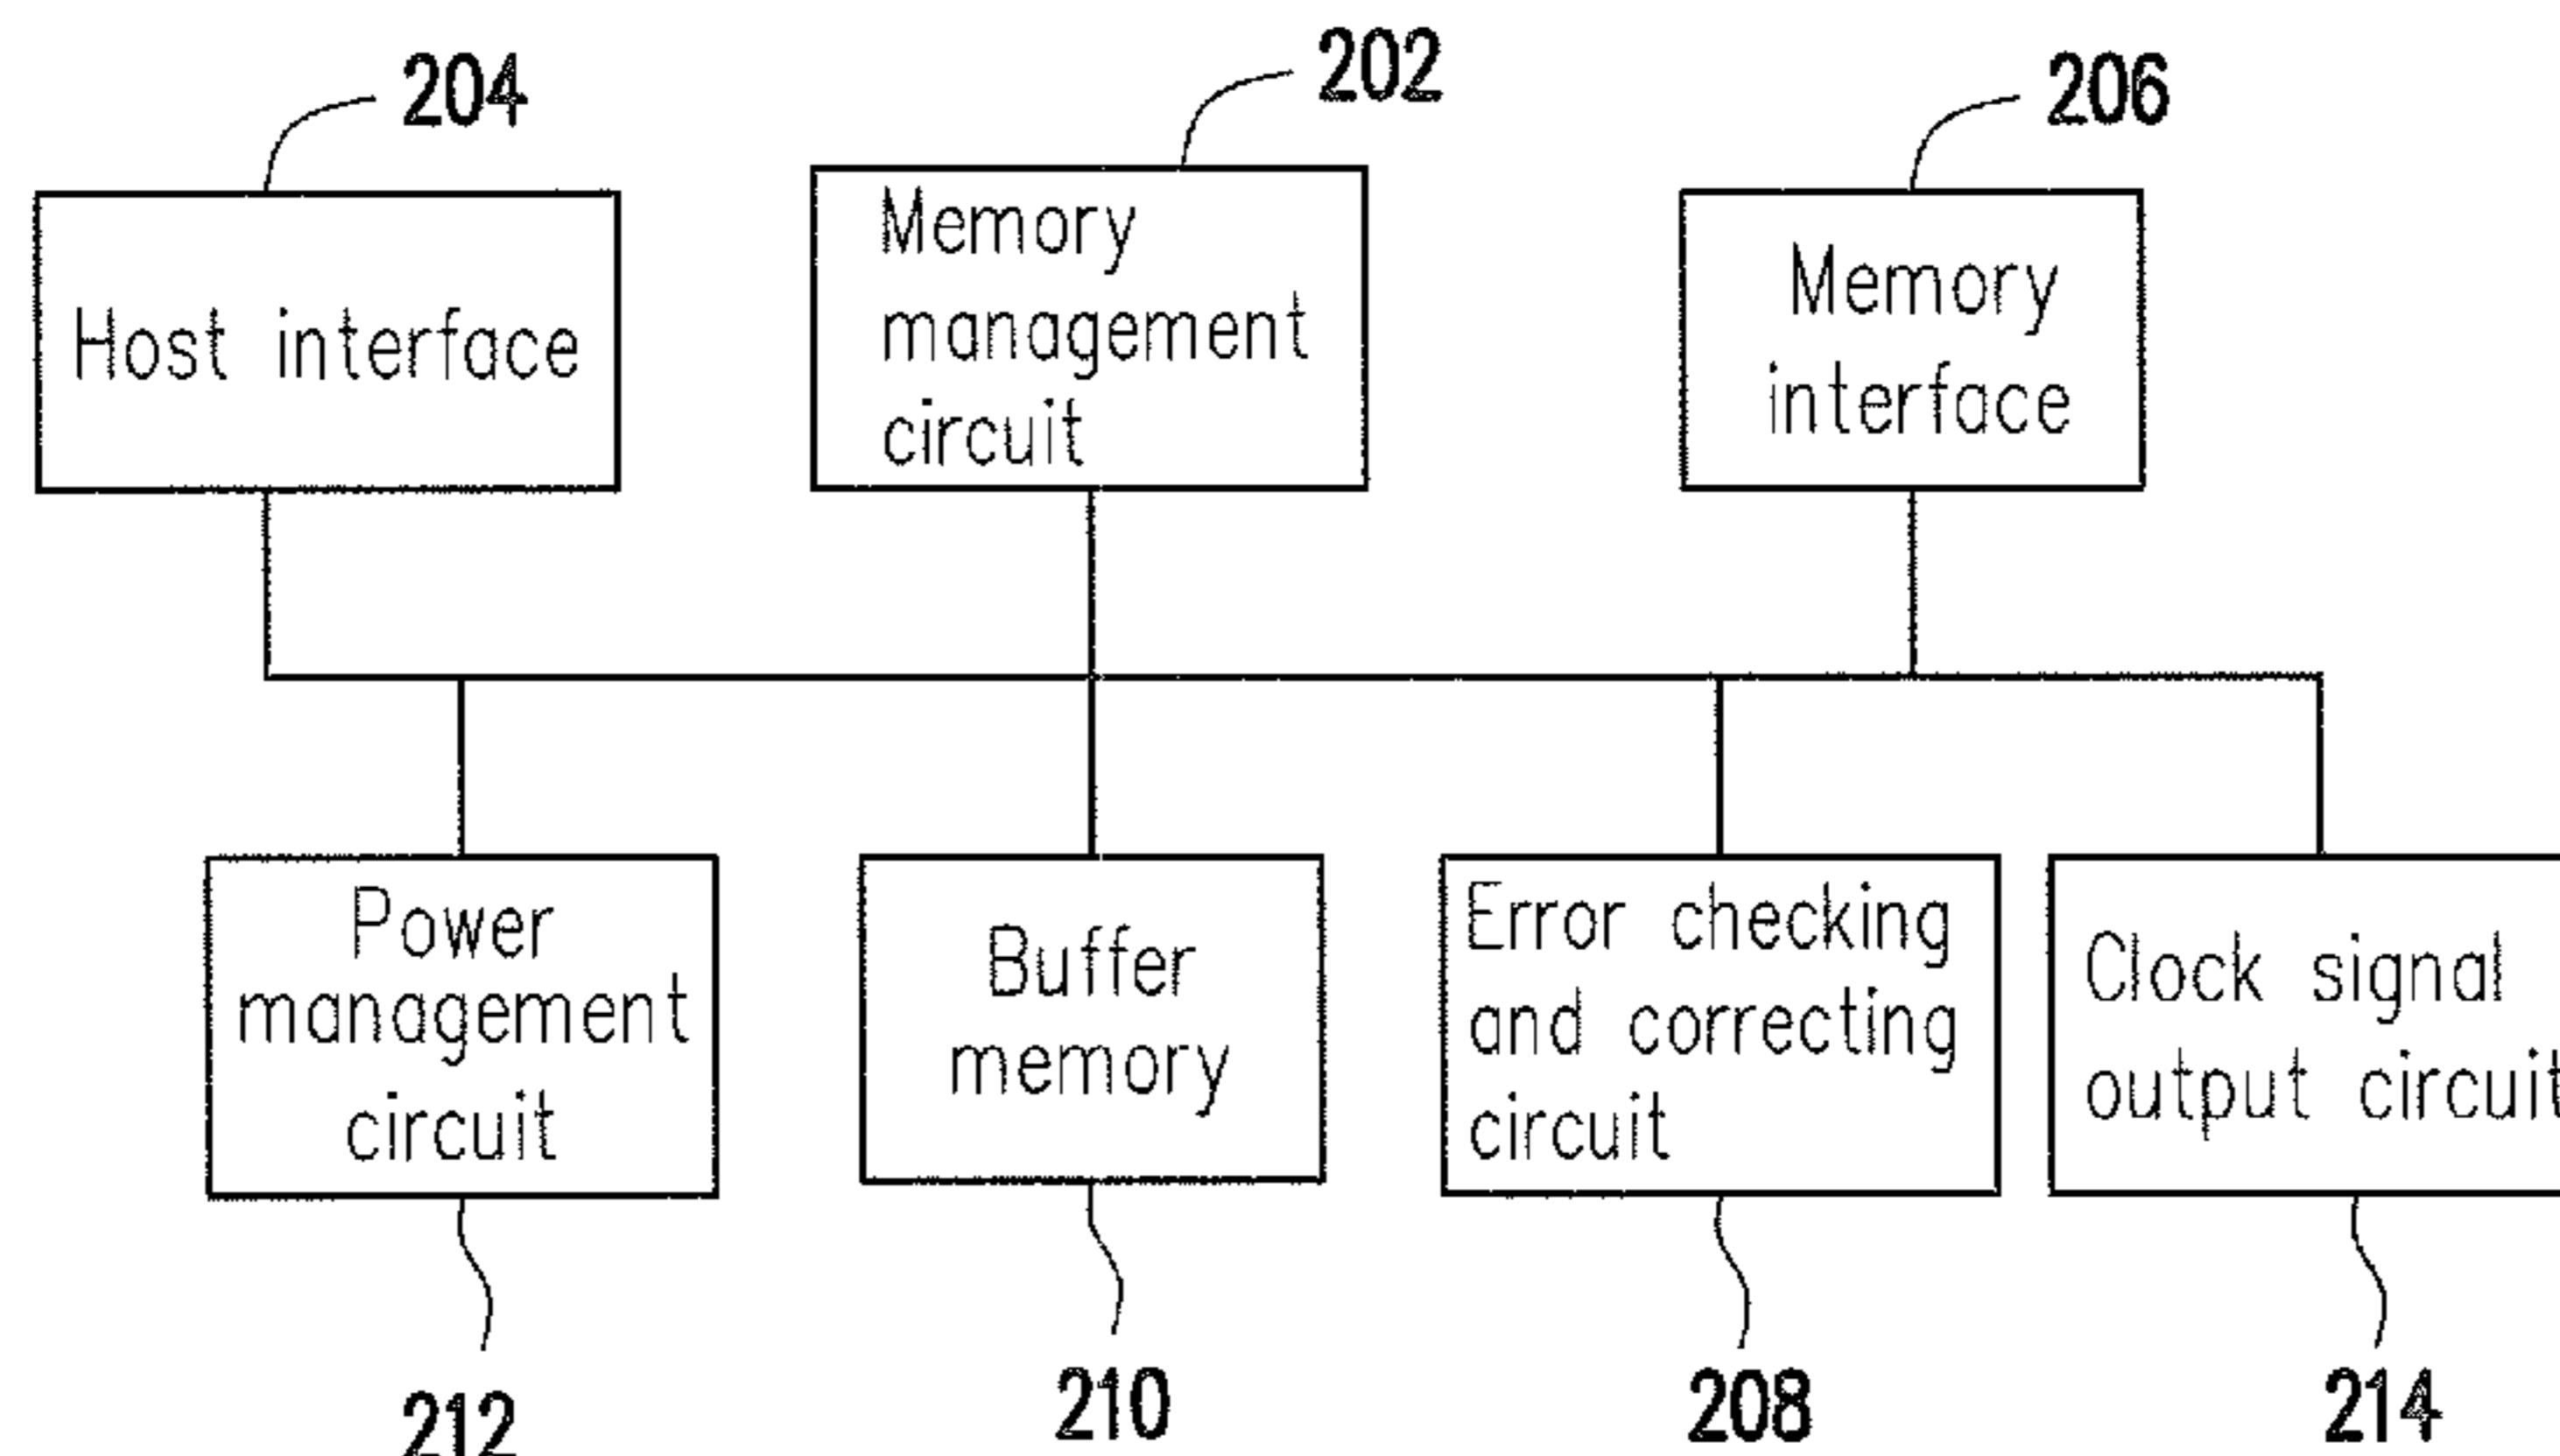 204
202
206
Host interface
Memory
management
circuit
Memory
interface
Power
management
circuit
Buffer
memory
Error checking
and correcting
circuit
Clock signal
output circuit
212
210
208
214